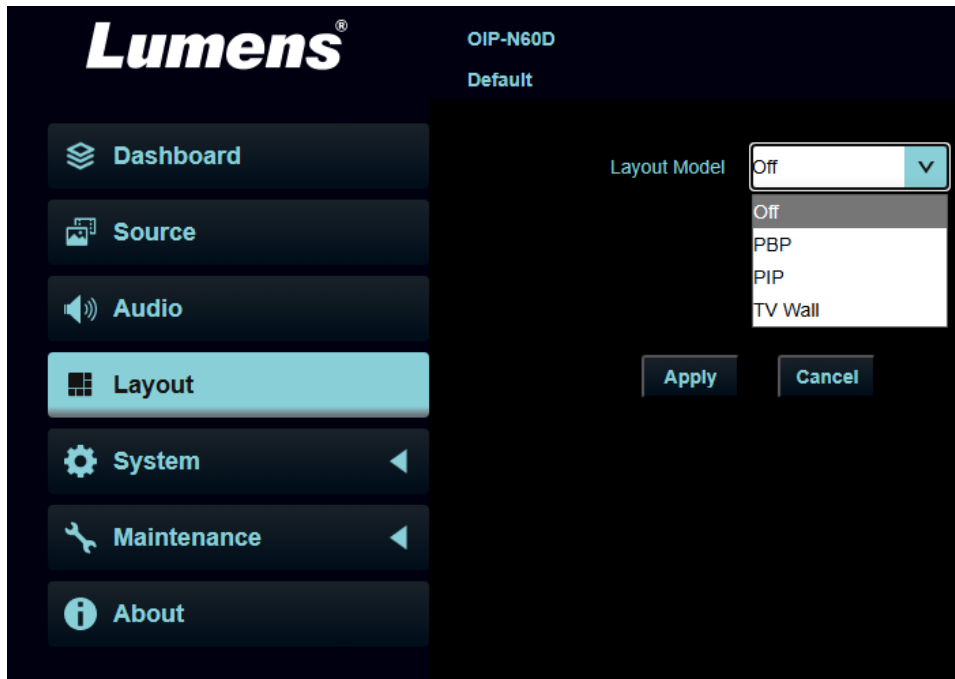 Lumens®
OIP-N60D
Default
Dashboard
Source
Audio
Layout
System
Maintenance
About
Layout Model
Off
Off
PBP
PIP
TV Wall
Apply
Cancel